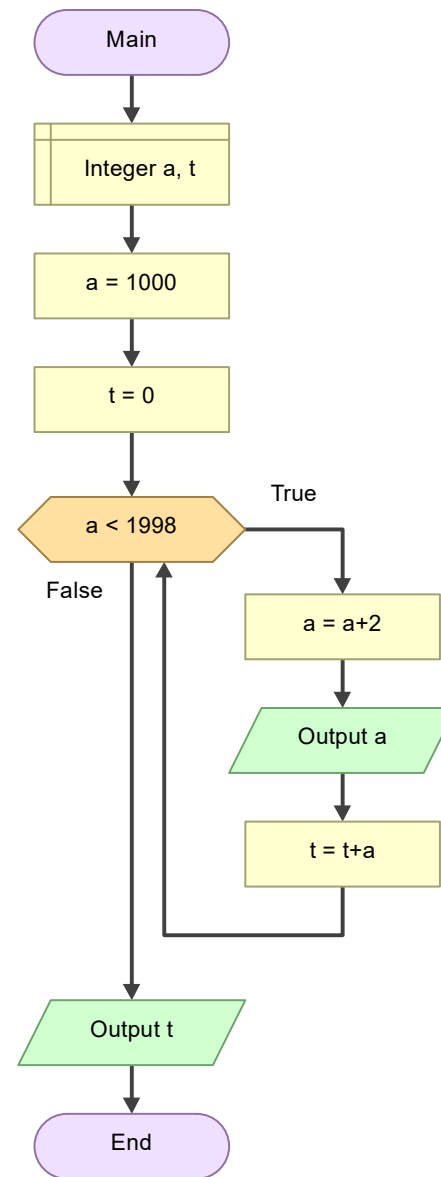 Main
Integer a, t
a = 1000
t = 0
a < 1998
True
False
a = a+2
Output a
t = t+a
Output t
End